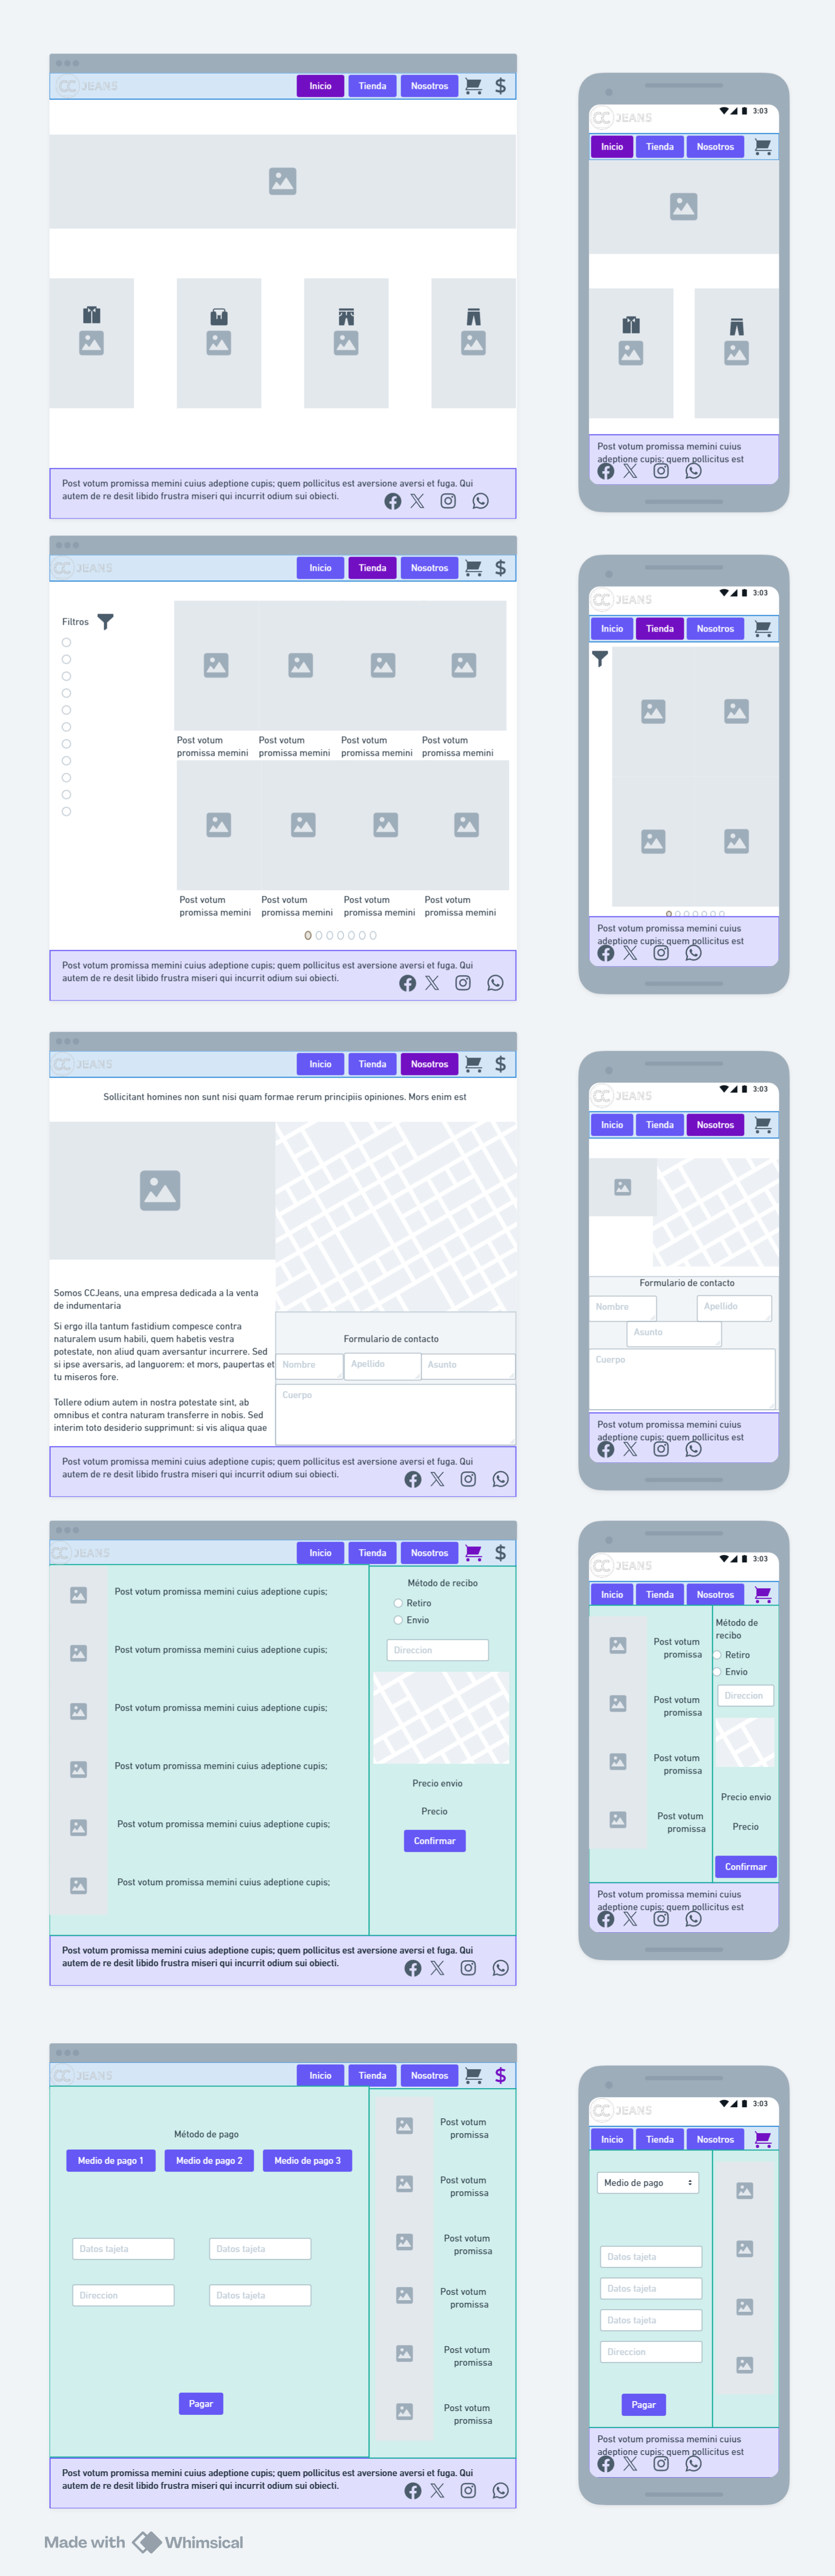 CC JEANS
Inicio
Tienda
Nosotros
$
Post votum promissa memini cuius adeptione cupis; quem pollicitus est aversione aversi et fuga. Qui
autem de re desit libido frustra miseri qui incurrit odium sui obiecti.
3:03
CC JEANS
Inicio
Tienda
Nosotros
Post votum promissa memini cuius
adeptione cupis; quem pollicitus est
CC JEANS
Inicio
Tienda
Nosotros
$
Filtros
Post votum
promissa memini
Post votum
promissa memini
Post votum
promissa memini
Post votum
promissa memini
Post votum
promissa memini
Post votum
promissa memini
Post votum
promissa memini
Post votum
promissa memini
Post votum promissa memini cuius adeptione cupis; quem pollicitus est aversione aversi et fuga. Qui
autem de re desit libido frustra miseri qui incurrit odium sui obiecti.
3:03
CC JEANS
Inicio
Tienda
Nosotros
Post votum promissa memini cuius
adeptione cupis; quem pollicitus est
CC JEANS
Inicio
Tienda
Nosotros
$
Sollicitant homines non sunt nisi quam formae rerum principiis opiniones. Mors enim est
Somos CCJeans, una empresa dedicada a la venta
de indumentaria
Si ergo illa tantum fastidium compesce contra
naturalem usum habili, quem habetis vestra
potestate, non aliud quam aversantur incurrere. Sed
si ipse aversaris, ad languorem: et mors, paupertas et
tu miseros fore.
Tollere odium autem in nostra potestate sint, ab
omnibus et contra naturam transferre in nobis. Sed
interim toto desiderio supprimunt: si vis aliqua quae
Formulario de contacto
Nombre
Apellido
Asunto
Cuerpo
Post votum promissa memini cuius adeptione cupis; quem pollicitus est aversione aversi et fuga. Qui
autem de re desit libido frustra miseri qui incurrit odium sui obiecti.
3:03
CC JEANS
Inicio
Tienda
Nosotros
Formulario de contacto
Nombre
Apellido
Asunto
Cuerpo
Post votum promissa memini cuius
adeptione cupis; quem pollicitus est
CC JEANS
Inicio
Tienda
Nosotros
$
Post votum promissa memini cuius adeptione cupis;
Post votum promissa memini cuius adeptione cupis;
Post votum promissa memini cuius adeptione cupis;
Post votum promissa memini cuius adeptione cupis;
Post votum promissa memini cuius adeptione cupis;
Post votum promissa memini cuius adeptione cupis;
Método de recibo
Retiro
Envio
Direccion
Precio envio
Precio
Confirmar
Post votum promissa memini cuius adeptione cupis; quem pollicitus est aversione aversi et fuga. Qui
autem de re desit libido frustra miseri qui incurrit odium sui obiecti.
3:03
CC JEANS
Inicio
Tienda
Nosotros
Post votum
promissa
Post votum
promissa
Post votum
promissa
Post votum
promissa
Método de
recibo
Retiro
Envio
Direccion
Precio envio
Precio
Confirmar
Post votum promissa memini cuius
adeptione cupis; quem pollicitus est
CC JEANS
Inicio
Tienda
Nosotros
$
Método de pago
Medio de pago 1
Medio de pago 2
Medio de pago 3
Datos tajeta
Datos tajeta
Direccion
Datos tajeta
Pagar
Post votum
promissa
Post votum
promissa
Post votum
promissa
Post votum
promissa
Post votum
promissa
Post votum
promissa
Post votum promissa memini cuius adeptione cupis; quem pollicitus est aversione aversi et fuga. Qui
autem de re desit libido frustra miseri qui incurrit odium sui obiecti.
3:03
CC JEANS
Inicio
Tienda
Nosotros
Medio de pago
Datos tajeta
Datos tajeta
Datos tajeta
Direccion
Pagar
Post votum promissa memini cuius
adeptione cupis; quem pollicitus est
Made with Whimsical